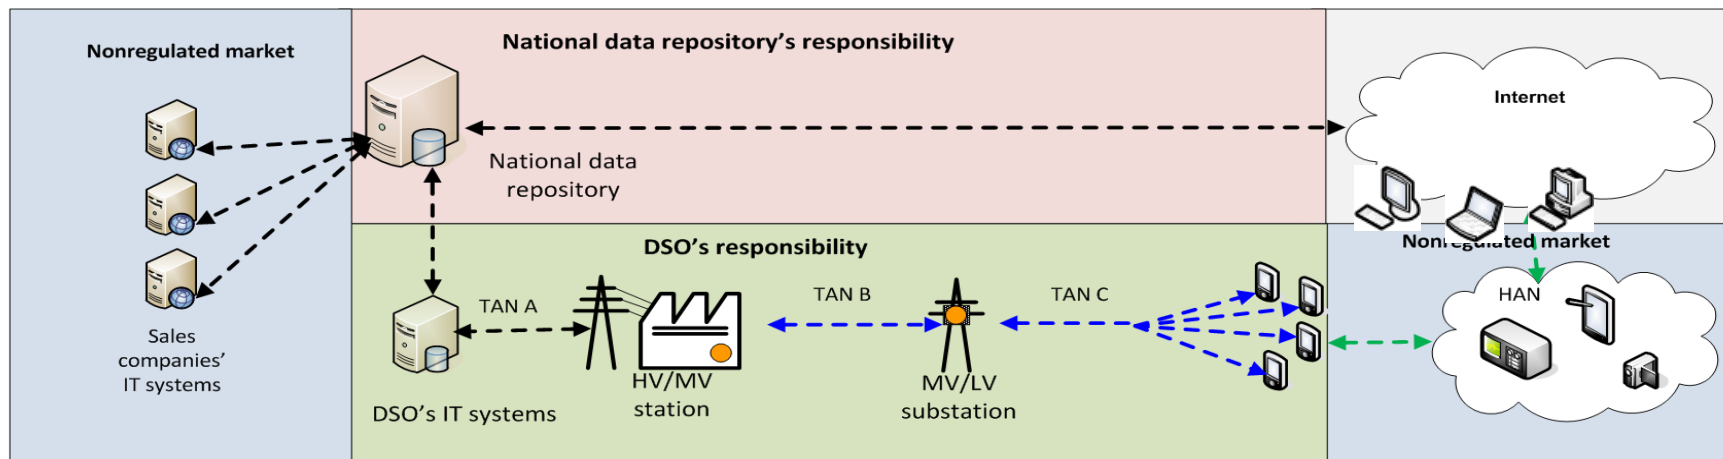 Nonregulated market
National data repository's responsibility
Internet
National data
repository
DSO's responsibility
Nonregulated market
TAN A
TAN B
TAN C
HAN
Sales
companies'
IT systems
HV/MV
station
MV/LV
substation
DSO's IT systems